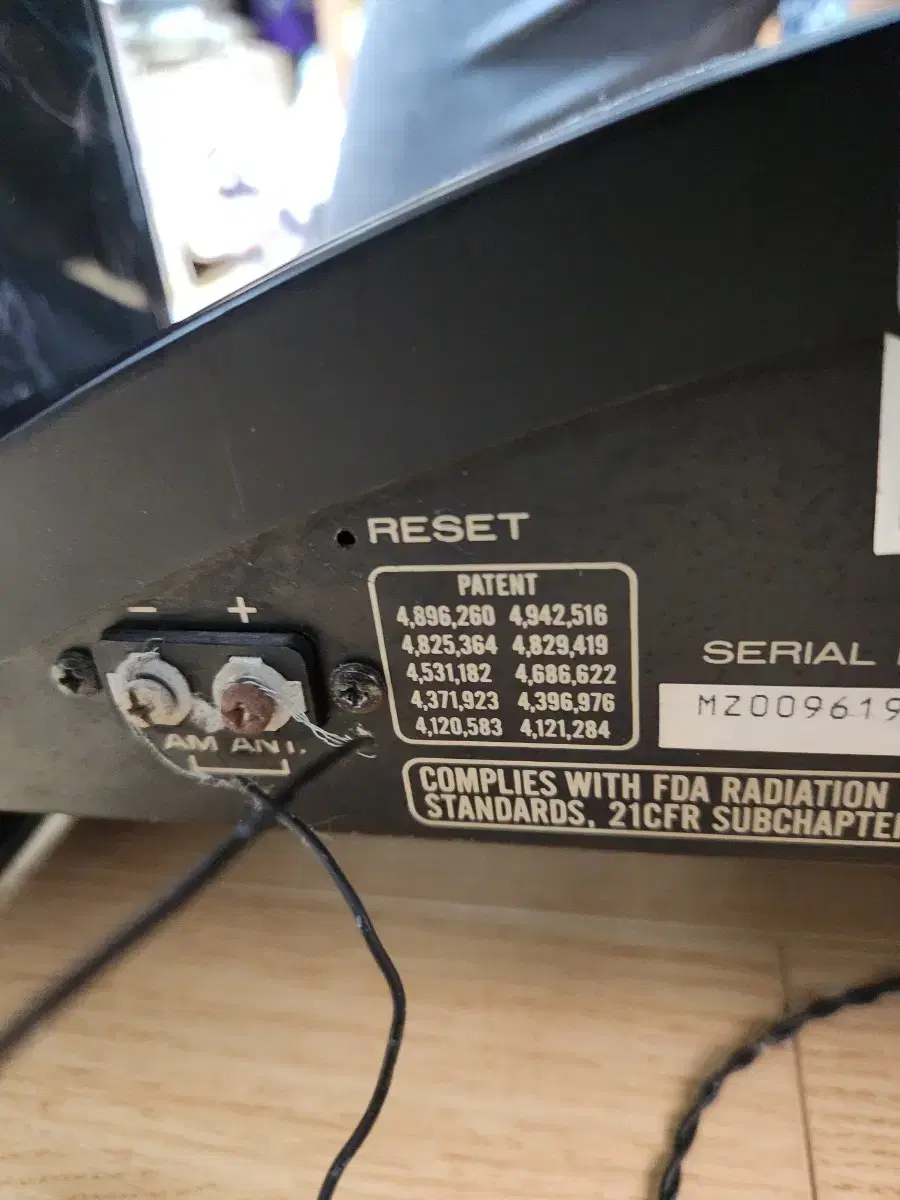 RESET
PATENT
4,896,260 4,942,516
4,825,364 4,829,419
4,531,182 4,686,622
4,371,923 4,396,976
4,120,583 4,121,284
- +
AM ANT.
SERIAL
MZ009619
COMPLIES WITH FDA RADIATION
STANDARDS, 21CFR SUBCHAPTER